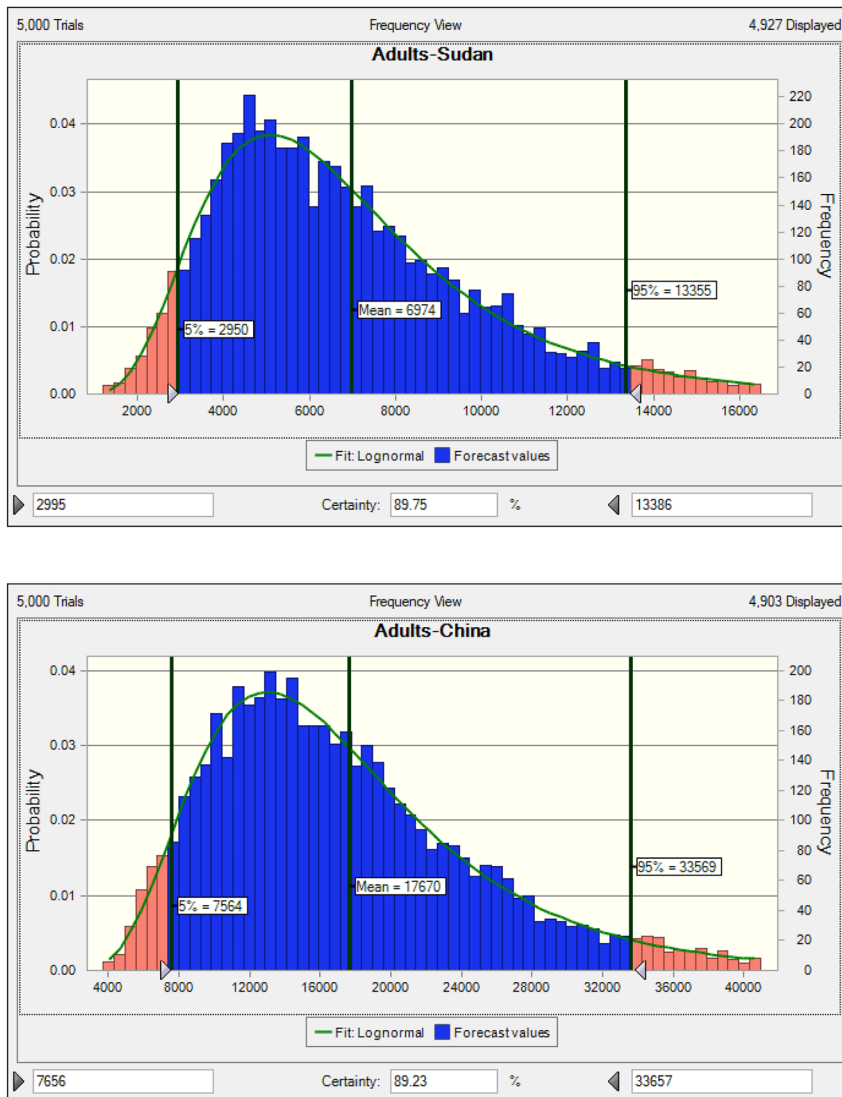 5,000 Trials Frequency View 4,927 Displayed
Adults-Sudan
0.04
0.03
0.02
0.01
0.00
Probability
220
200
180
160
140
120
100
80
60
40
20
0
Frequency
95% = 13355
Mean = 6974
5% = 2950
2000 4000 6000 8000 10000 12000 14000 16000
Fit: Lognormal Forecast values
2995 Certainty: 89.75 % 13386
5,000 Trials Frequency View 4,903 Displayed
Adults-China
0.04
0.03
0.02
0.01
0.00
Probability
200
180
160
140
120
100
80
60
40
20
0
Frequency
95% = 33569
Mean = 17670
5% = 7564
4000 8000 12000 16000 20000 24000 28000 32000 36000 40000
Fit: Lognormal Forecast values
7656 Certainty: 89.23 % 33657